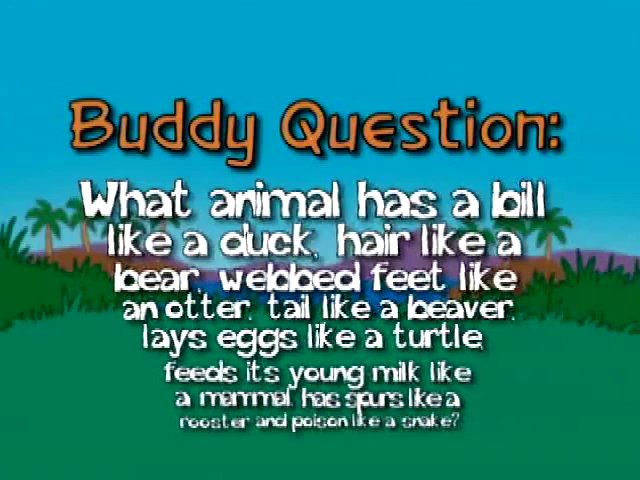 Buddy Question:
What animal has a bill
like a duck, hair like a
bear, webbed feet like
an otter, tail like a beaver,
lays eggs like a turtle,
feeds its young milk like
a mammal, has spurs like a
rooster and poison like a snake?